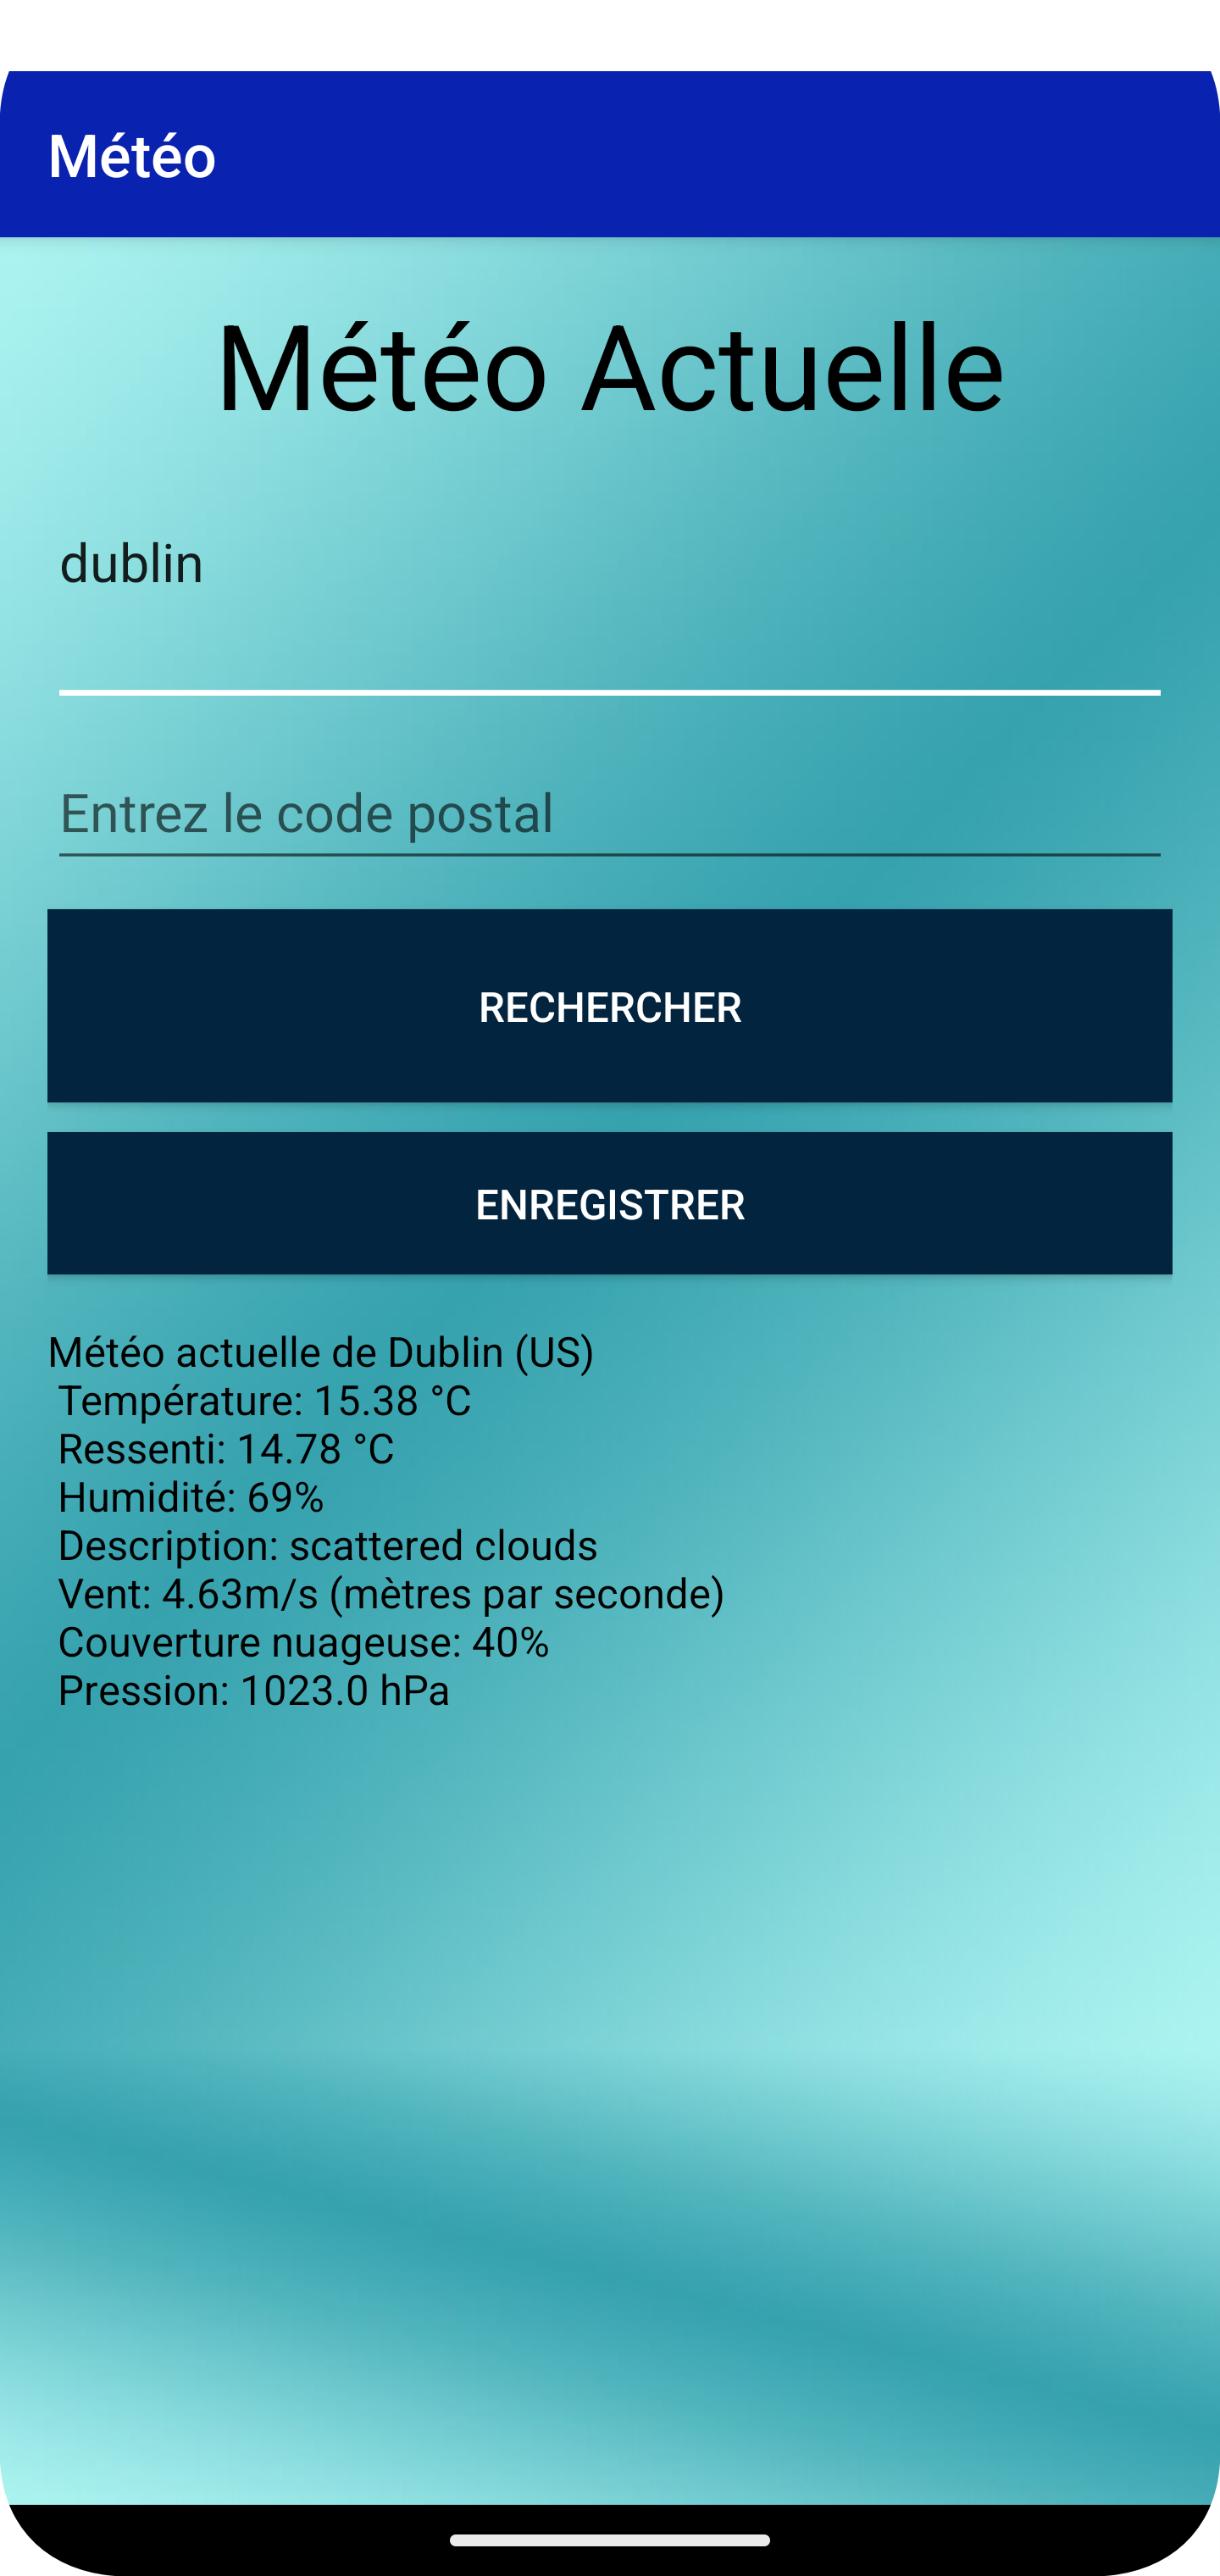 Météo
Météo Actuelle
dublin
Entrez le code postal
RECHERCHER
ENREGISTRER
Météo actuelle de Dublin (US)
Température: 15.38 °C
Ressenti: 14.78 °C
Humidité: 69%
Description: scattered clouds
Vent: 4.63m/s (mètres par seconde)
Couverture nuageuse: 40%
Pression: 1023.0 hPa